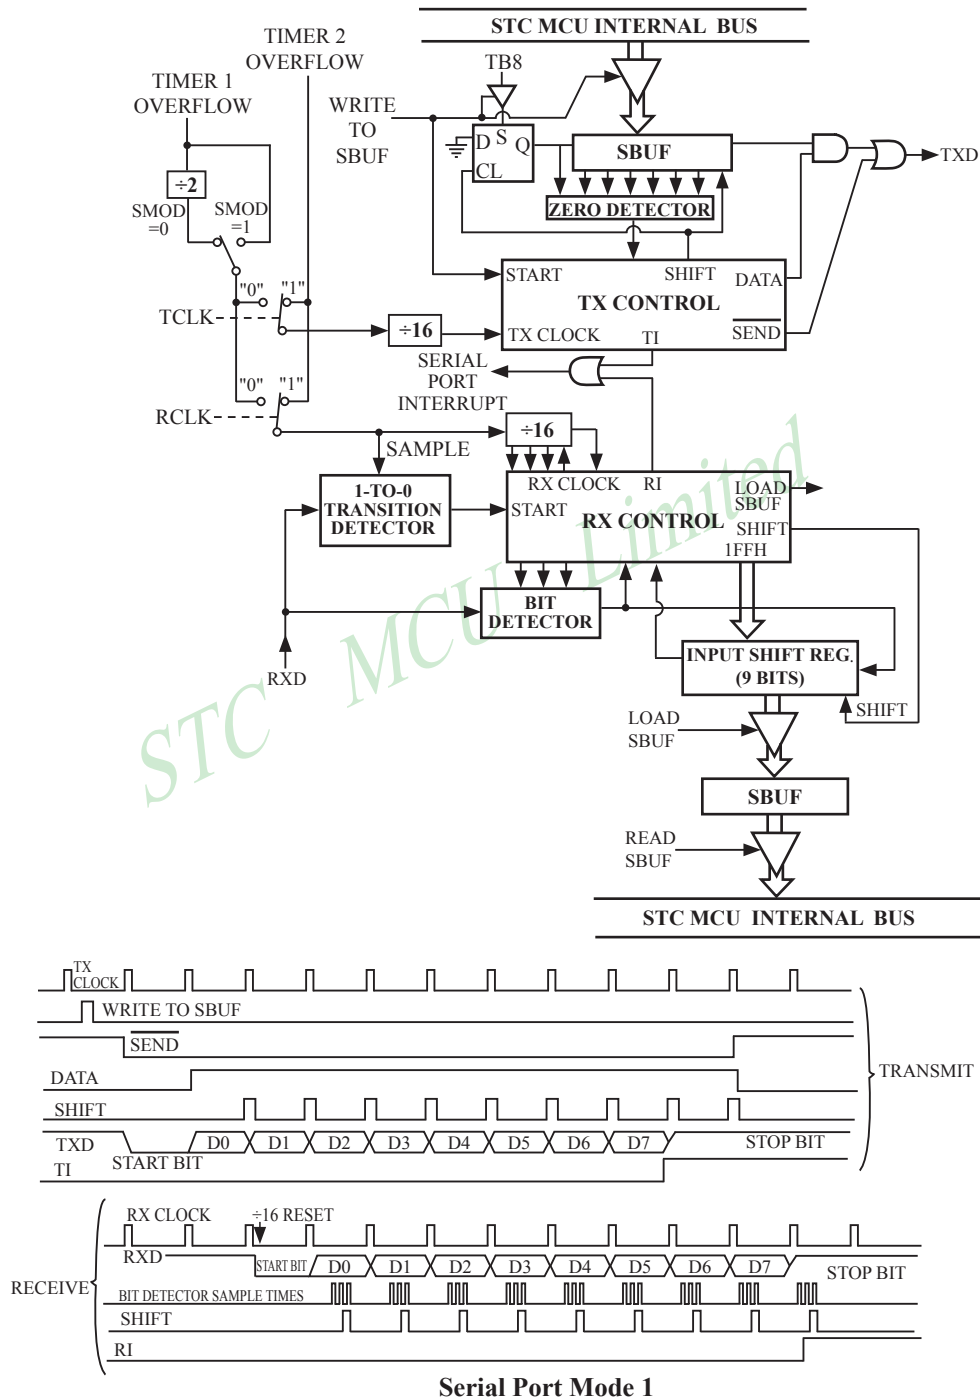 STC MCU INTERNAL BUS
TIMER 2
OVERFLOW
TB8
TIMER 1
OVERFLOW
WRITE
TO
SBUF
D S Q
CL
SBUF
TXD
÷2
ZERO DETECTOR
SMOD
=0
SMOD
=1
START
SHIFT
DATA
TX CONTROL
"0" "1"
TCLK
÷16
TX CLOCK
TI
SEND
SERIAL
PORT
INTERRUPT
"0" "1"
RCLK
÷16
SAMPLE
RX CLOCK
RI
LOAD
SBUF
1-TO-0
TRANSITION
DETECTOR
START
RX CONTROL
SHIFT
1FFH
BIT
DETECTOR
RXD
INPUT SHIFT REG.
(9 BITS)
SHIFT
LOAD
SBUF
SBUF
READ
SBUF
STC MCU INTERNAL BUS
STC MCU Limited
TX
CLOCK
WRITE TO SBUF
SEND
DATA
TRANSMIT
SHIFT
TXD
START BIT
D0 D1 D2 D3 D4 D5 D6 D7
STOP BIT
TI
RX CLOCK
÷16 RESET
RXD
START BIT
D0 D1 D2 D3 D4 D5 D6 D7
STOP BIT
RECEIVE
BIT DETECTOR SAMPLE TIMES
SHIFT
RI
Serial Port Mode 1